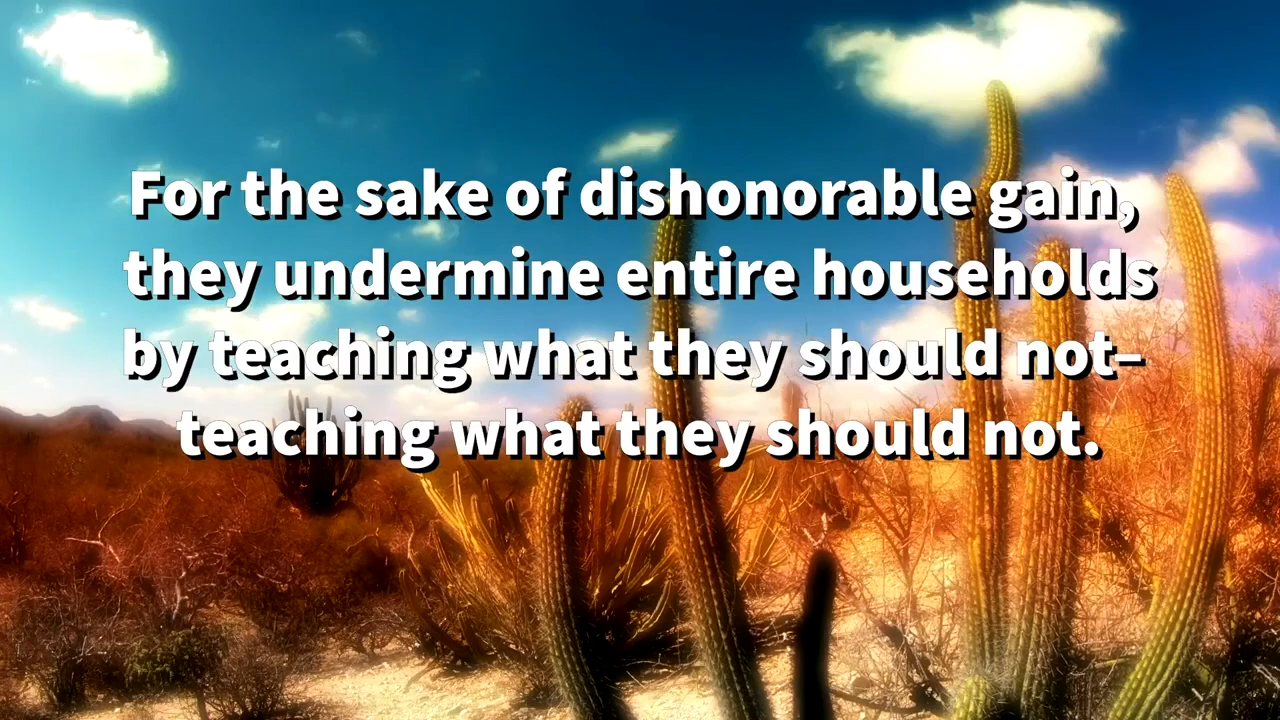 For the sake of dishonorable gain,
they undermine entire households
by teaching what they should not–
teaching what they should not.